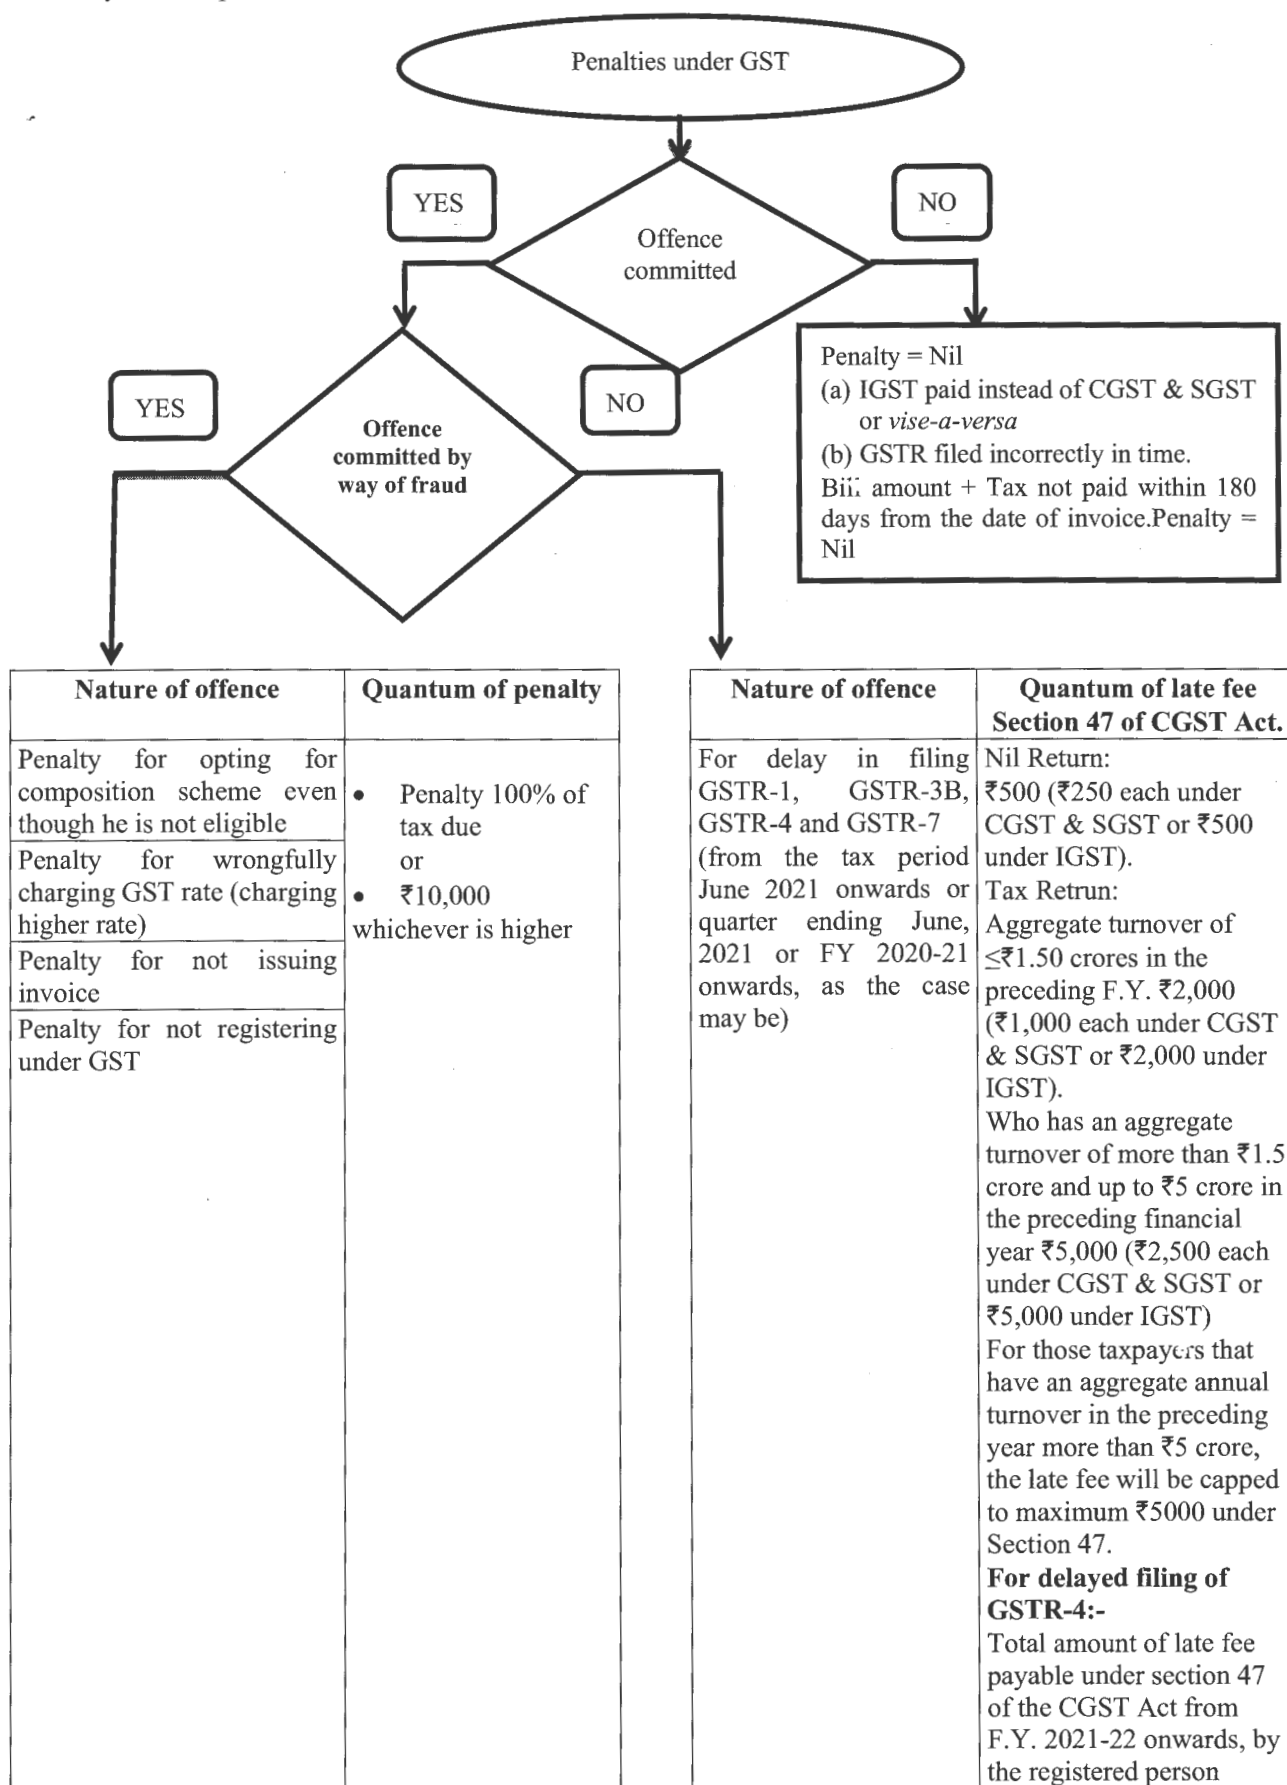 Penalties under GST
YES
NO
Offence
committed
Penalty = Nil
(a) IGST paid instead of CGST & SGST
or vise-a-versa
(b) GSTR filed incorrectly in time.
Bill amount + Tax not paid within 180
days from the date of invoice.Penalty =
Nil
YES
NO
Offence
committed by
way of fraud
Nature of offence
Quantum of penalty
Penalty for opting for
composition scheme even
though he is not eligible
Penalty for wrongfully
charging GST rate (charging
higher rate)
Penalty for not issuing
invoice
Penalty for not registering
under GST
• Penalty 100% of
tax due
or
• ₹10,000
whichever is higher
Nature of offence
Quantum of late fee
Section 47 of CGST Act.
For delay in filing
GSTR-1, GSTR-3B,
GSTR-4 and GSTR-7
(from the tax period
June 2021 onwards or
quarter ending June,
2021 or FY 2020-21
onwards, as the case
may be)
Nil Return:
₹500 (₹250 each under
CGST & SGST or ₹500
under IGST).
Tax Retrun:
Aggregate turnover of
≤₹1.50 crores in the
preceding F.Y. ₹2,000
(₹1,000 each under CGST
& SGST or ₹2,000 under
IGST).
Who has an aggregate
turnover of more than ₹1.5
crore and up to ₹5 crore in
the preceding financial
year ₹5,000 (₹2,500 each
under CGST & SGST or
₹5,000 under IGST)
For those taxpayers that
have an aggregate annual
turnover in the preceding
year more than ₹5 crore,
the late fee will be capped
to maximum ₹5000 under
Section 47.
For delayed filing of
GSTR-4:-
Total amount of late fee
payable under section 47
of the CGST Act from
F.Y. 2021-22 onwards, by
the registered person